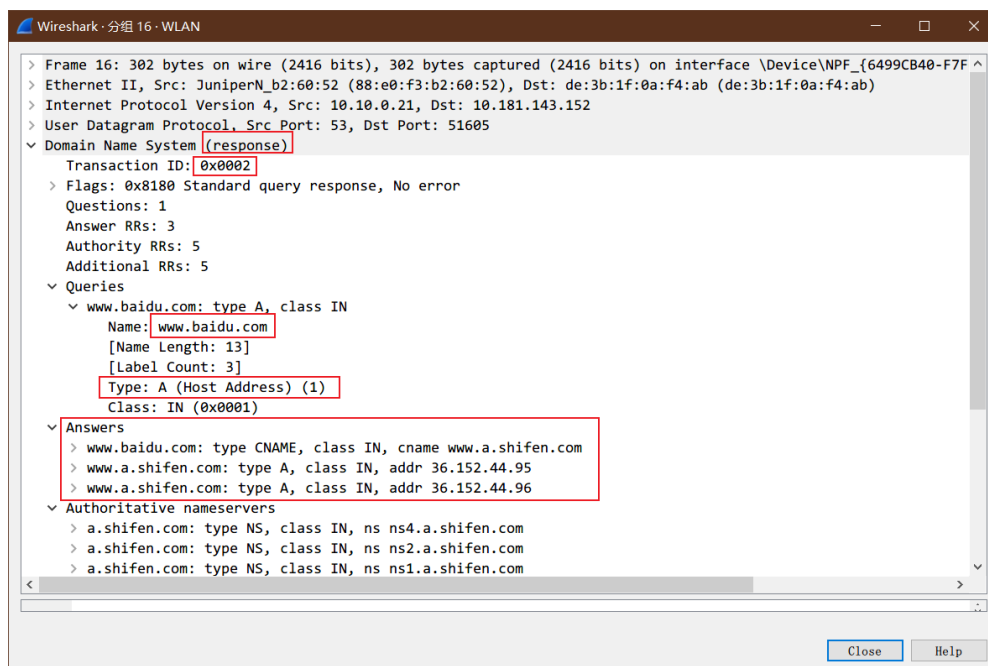 Wireshark · 分组 16 · WLAN
Frame 16: 302 bytes on wire (2416 bits), 302 bytes captured (2416 bits) on interface \Device\NPF_{6499CB40-F7F
Ethernet II, Src: JuniperN_b2:60:52 (88:e0:f3:b2:60:52), Dst: de:3b:1f:0a:f4:ab (de:3b:1f:0a:f4:ab)
Internet Protocol Version 4, Src: 10.10.0.21, Dst: 10.181.143.152
User Datagram Protocol, Src Port: 53, Dst Port: 51605
Domain Name System (response)
Transaction ID: 0x0002
Flags: 0x8180 Standard query response, No error
Questions: 1
Answer RRs: 3
Authority RRs: 5
Additional RRs: 5
Queries
www.baidu.com: type A, class IN
Name: www.baidu.com
[Name Length: 13]
[Label Count: 3]
Type: A (Host Address) (1)
Class: IN (0x0001)
Answers
www.baidu.com: type CNAME, class IN, cname www.a.shifen.com
www.a.shifen.com: type A, class IN, addr 36.152.44.95
www.a.shifen.com: type A, class IN, addr 36.152.44.96
Authoritative nameservers
a.shifen.com: type NS, class IN, ns ns4.a.shifen.com
a.shifen.com: type NS, class IN, ns ns2.a.shifen.com
a.shifen.com: type NS, class IN, ns ns1.a.shifen.com
Close Help